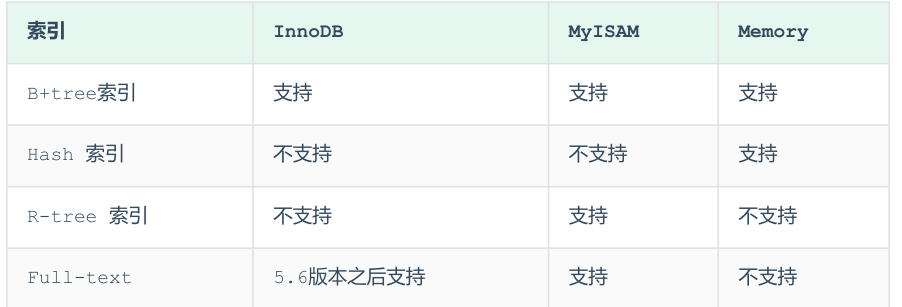 索引 InnoDB MyISAM Memory
B+tree索引 支持 支持 支持
Hash 索引 不支持 不支持 支持
R-tree 索引 不支持 支持 不支持
Full-text 5.6版本之后支持 支持 不支持